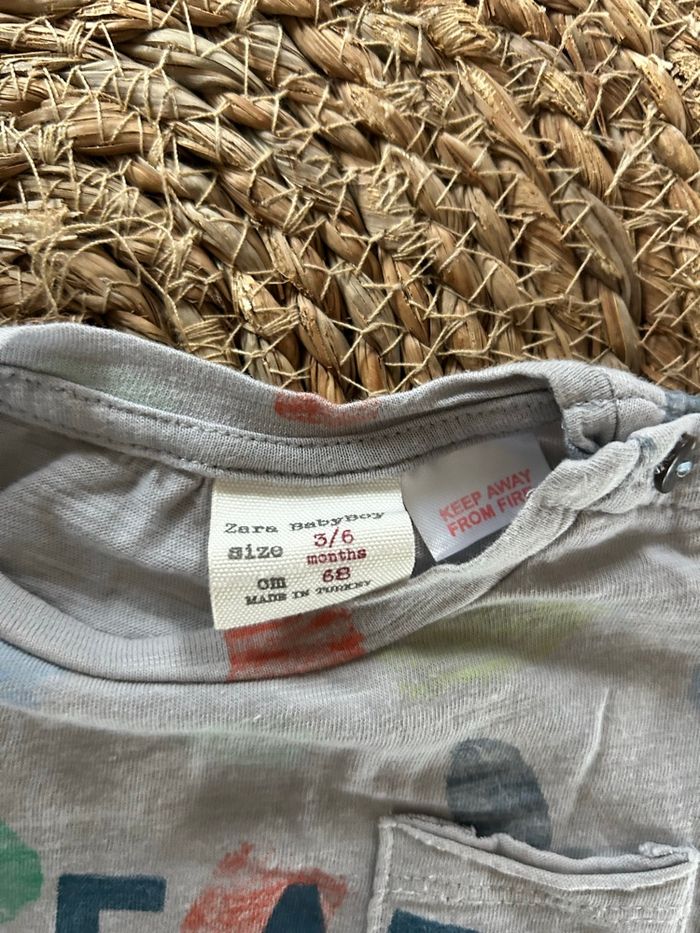 Zara BabyBoy
size 3/6
months
cm 68
MADE IN TURKEY
KEEP AWAY
FROM FIRE